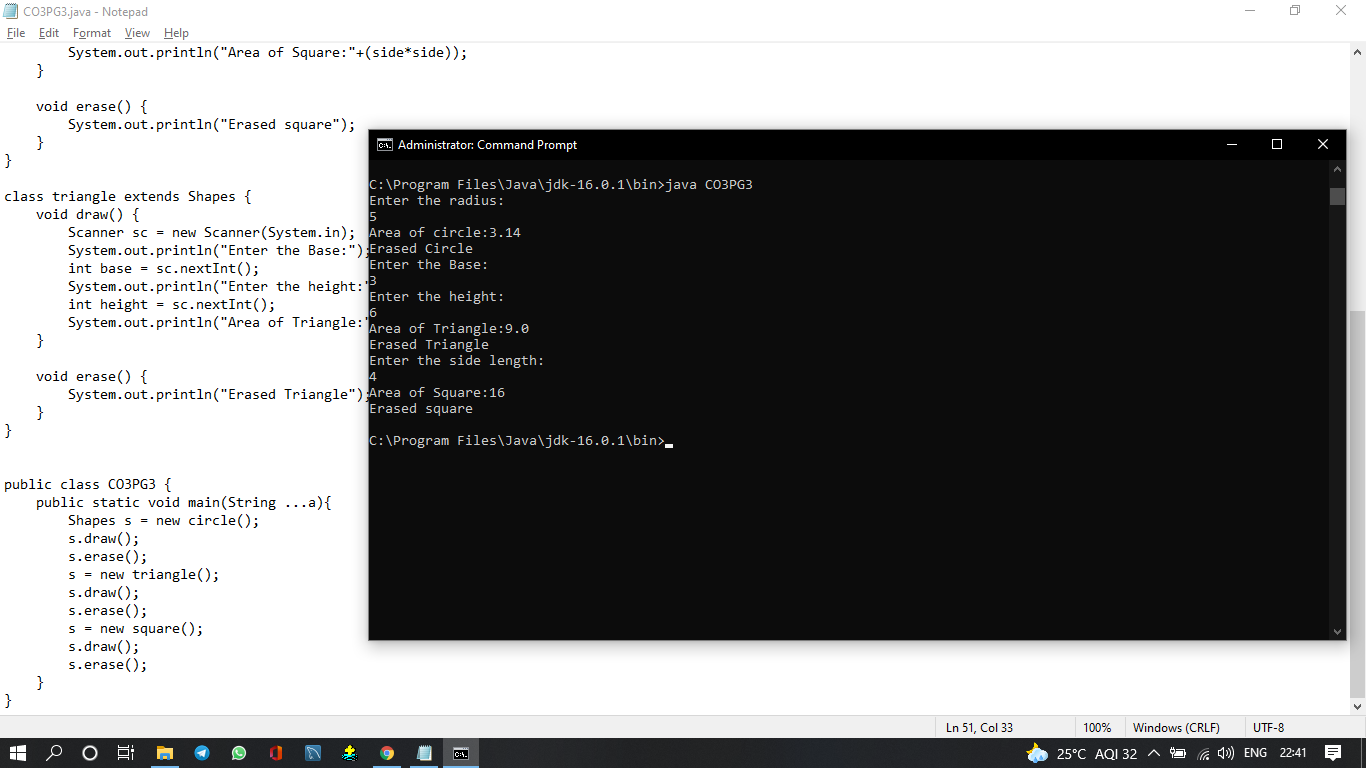 CO3PG3.java - Notepad
File Edit Format View Help
System.out.println("Area of Square:"+(side*side));
}
void erase() {
System.out.println("Erased square");
}
}
class triangle extends Shapes {
void draw() {
Scanner sc = new Scanner(System.in);
System.out.println("Enter the Base:");
int base = sc.nextInt();
System.out.println("Enter the height:"
int height = sc.nextInt();
System.out.println("Area of Triangle:"
}
void erase() {
System.out.println("Erased Triangle");
}
}
public class CO3PG3 {
public static void main(String ...a){
Shapes s = new circle();
s.draw();
s.erase();
s = new triangle();
s.draw();
s.erase();
s = new square();
s.draw();
s.erase();
}
}
Administrator: Command Prompt
C:\Program Files\Java\jdk-16.0.1\bin>java CO3PG3
Enter the radius:
5
Area of circle:3.14
Erased Circle
Enter the Base:
3
Enter the height:
6
Area of Triangle:9.0
Erased Triangle
Enter the side length:
4
Area of Square:16
Erased square
C:\Program Files\Java\jdk-16.0.1\bin>
Ln 51, Col 33 100% Windows (CRLF) UTF-8
25°C AQI 32 ENG 22:41